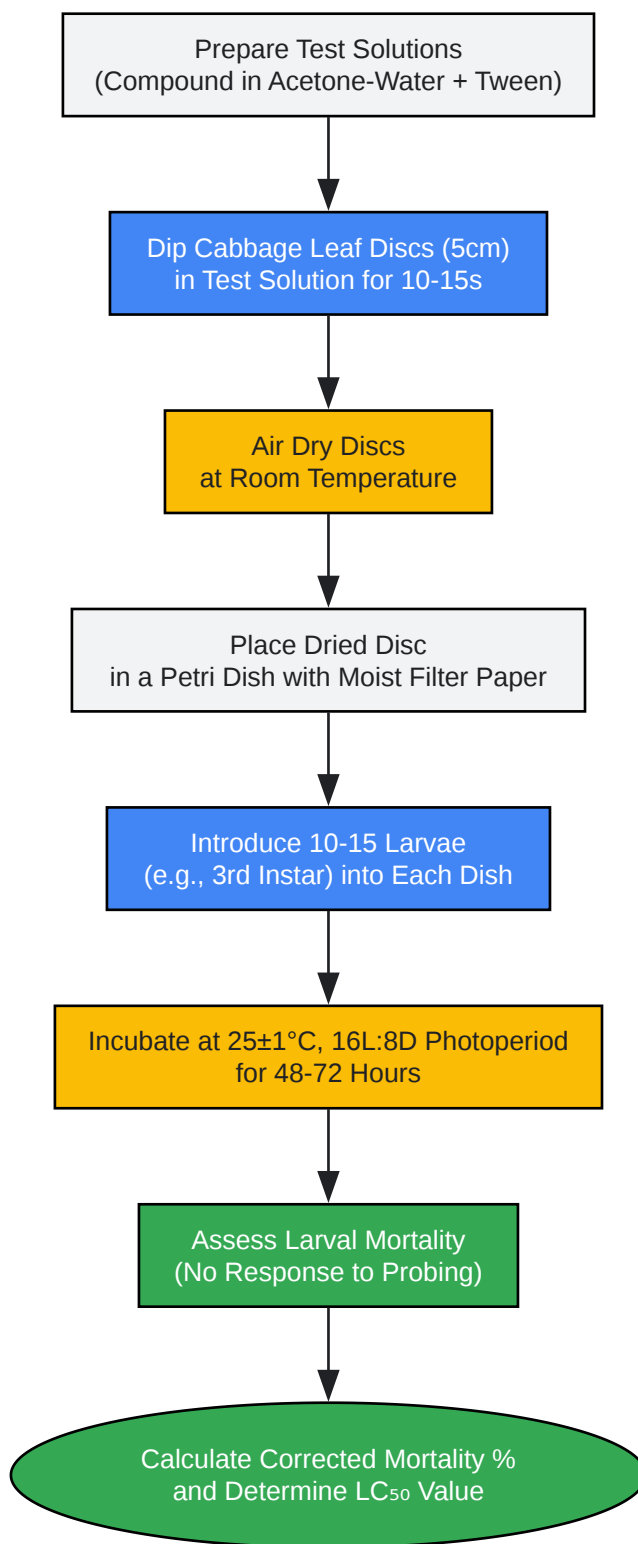 Prepare Test Solutions
(Compound in Acetone-Water + Tween)
Dip Cabbage Leaf Discs (5cm)
in Test Solution for 10-15s
Air Dry Discs
at Room Temperature
Place Dried Disc
in a Petri Dish with Moist Filter Paper
Introduce 10-15 Larvae
(e.g., 3rd Instar) into Each Dish
Incubate at 25±1°C, 16L:8D Photoperiod
for 48-72 Hours
Assess Larval Mortality
(No Response to Probing)
Calculate Corrected Mortality %
and Determine LC₅₀ Value